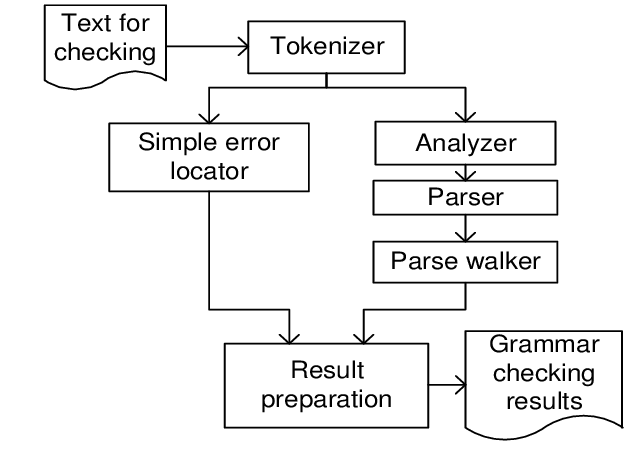 Text for
checking
Tokenizer
Simple error
locator
Analyzer
Parser
Parse walker
Result
preparation
Grammar
checking
results